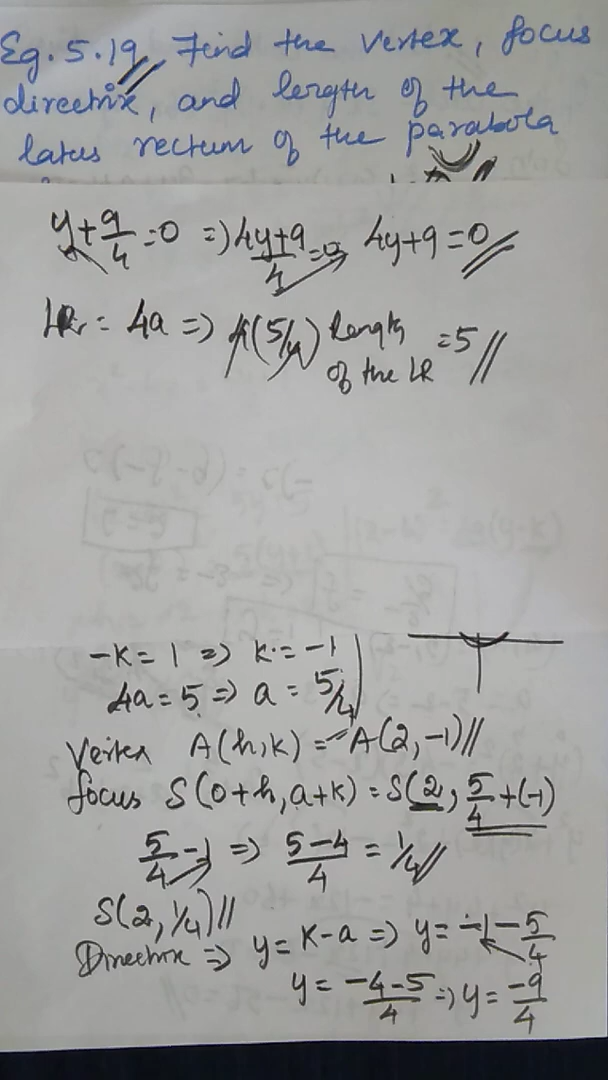 Eg. 5.19 Find the vertex, focus
directrix, and length of the
latus rectum of the parabola
y+9/4=0 => (4y+9)/4=0 4y+9=0//
LR = 4a => 4(5/4) Length of the LR =5//
-K= 1 => K=-1
4a=5 => a = 5/4
Vertex A(h,k) = A(2,-1)//
focus S(0+h, a+k) = S(2, 5/4+(-1))
5/4-1 => (5-4)/4 = 1/4//
S(2, 1/4)//
Directrix => y= K-a => y= -1-5/4
y= (-4-5)/4 => y= -9/4